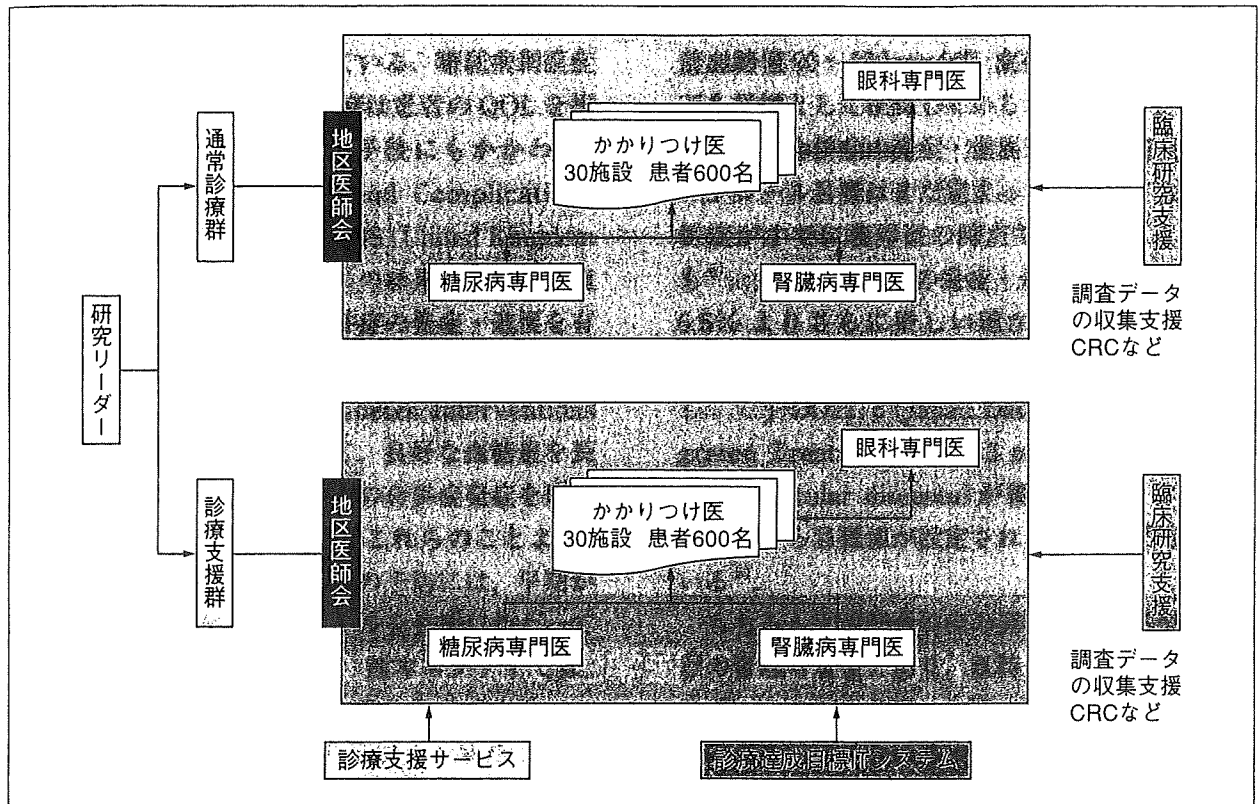 眼科専門医
かかりつけ医
30施設 患者600名
糖尿病専門医
腎臓病専門医
通常診療群
地区医師会
臨床研究支援
調査データ
の収集支援
CRCなど
研究リーダー
眼科専門医
かかりつけ医
30施設 患者600名
糖尿病専門医
腎臓病専門医
診療支援群
地区医師会
臨床研究支援
調査データ
の収集支援
CRCなど
診療支援サービス
診療達成目標ITシステム